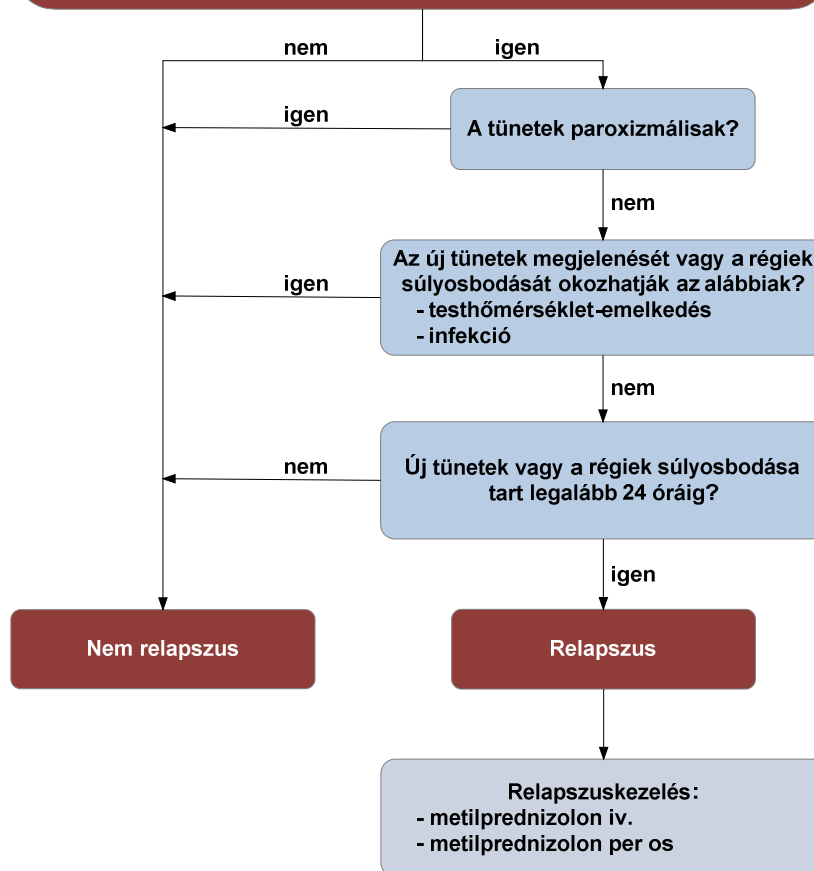 nem
igen
igen
A tünetek paroxizmálisak?
nem
Az új tünetek megjelenését vagy a régiek
súlyosbodását okozhatják az alábbiak?
igen
- testhőmérséklet-emelkedés
- infekció
nem
nem
Új tünetek vagy a régiek súlyosbodása
tart legalább 24 óráig?
igen
Nem relapszus
Relapszus
Relapszuskezelés:
- metilprednizolon iv.
- metilprednizolon per os